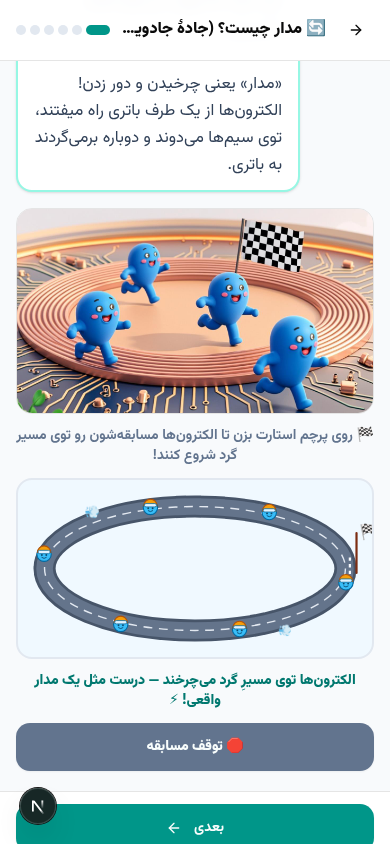 🔄 مدار چیست؟ (جادهٔ جادویـ...
«مدار» یعنی چرخیدن و دور زدن!
الکترون‌ها از یک طرف باتری راه میفتند،
توی سیم‌ها می‌دوند و دوباره برمی‌گردند
به باتری.
🏁 روی پرچم استارت بزن تا الکترون‌ها مسابقه‌شون رو توی مسیر
گرد شروع کنند!
الکترون‌ها توی مسیرِ گرد می‌چرخند — درست مثل یک مدار
واقعی! ⚡
🔴 توقف مسابقه
بعدی ←
N